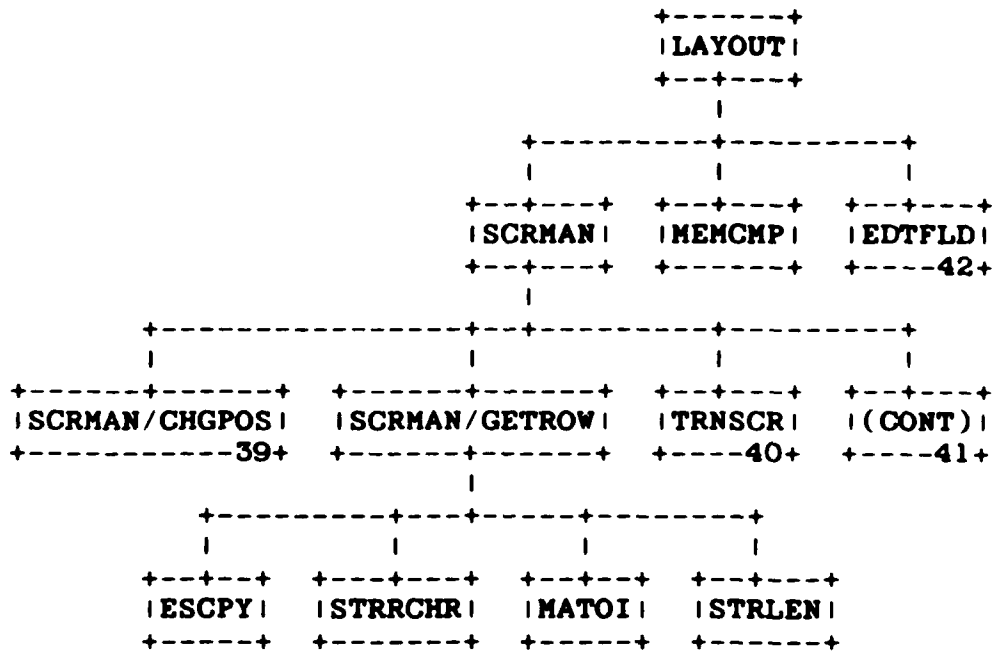 LAYOUT
SCRMAN MEMCMP EDTFLD
42
SCRMAN/CHGPOS SCRMAN/GETROW TRNSCR (CONT)
39 40 41
ESCPY STRRCHR MATOI STRLEN